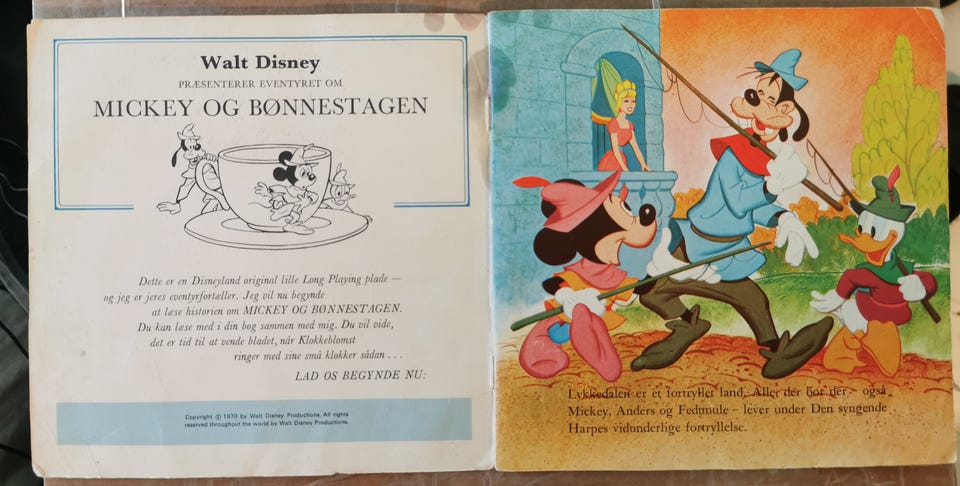 Walt Disney
PRÆSENTERER EVENTYRET OM
MICKEY OG BØNNESTAGEN
Dette er en Disneyland original lille Long Playing plade –
og jeg er jeres eventyrfortæller. Jeg vil nu begynde
at læse historien om MICKEY OG BØNNESTAGEN.
Du kan læse med i din bog sammen med mig. Du vil vide,
det er tid til at vende bladet, når Klokkeblomst
ringer med sine små klokker sådan . . .
LAD OS BEGYNDE NU:
Copyright © 1970 by Walt Disney Productions. All rights
reserved throughout the world by Walt Disney Productions.
Lykkedalen er et fortryllet land. Alle, der bor der – også
Mickey, Anders og Fedtmule – lever under Den syngende
Harpes vidunderlige fortryllelse.